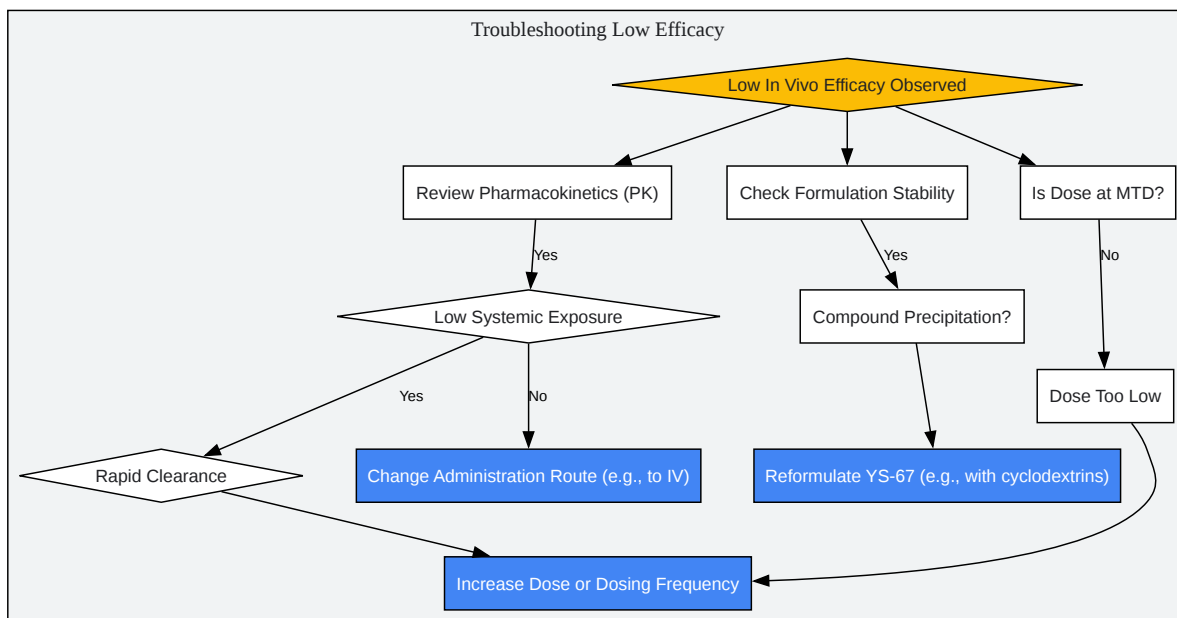 Troubleshooting Low Efficacy
Low In Vivo Efficacy Observed
Review Pharmacokinetics (PK)
Check Formulation Stability
Is Dose at MTD?
Yes
Yes
No
Low Systemic Exposure
Compound Precipitation?
Yes
No
Dose Too Low
Rapid Clearance
Change Administration Route (e.g., to IV)
Reformulate YS-67 (e.g., with cyclodextrins)
Increase Dose or Dosing Frequency